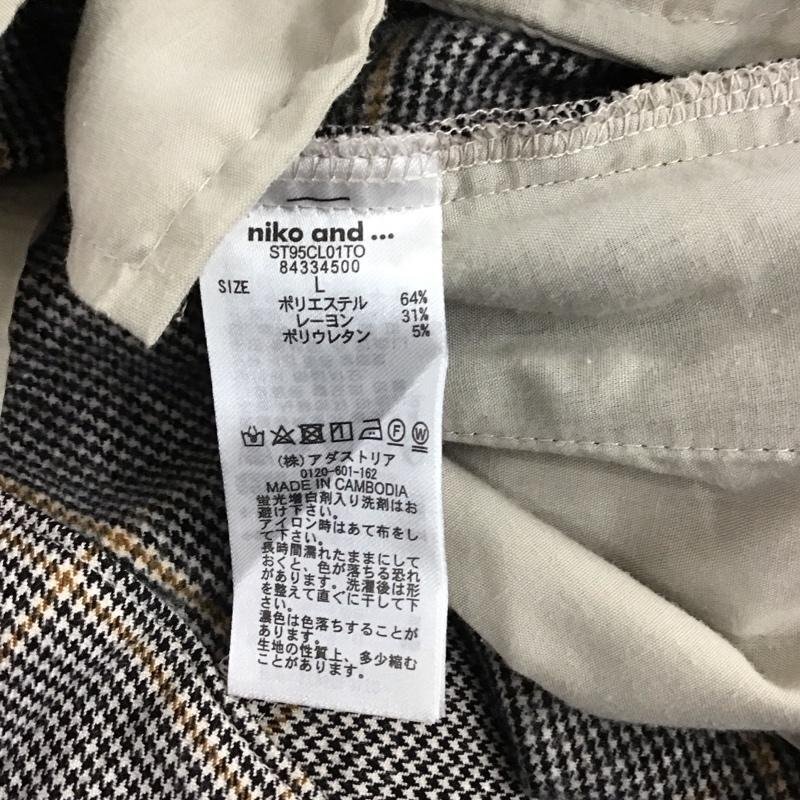 niko and ...
ST95CL01TO
84334500
SIZE L
ポリエステル 64%
レーヨン 31%
ポリウレタン 5%
F W
(株)アダストリア
0120-601-162
MADE IN CAMBODIA
蛍光増白剤入り洗剤はお
避け下さい。
アイロン時はあて布をし
て下さい。
長時間濡れたままにして
おくと、色が落ちる恐れ
があります。洗濯後は形
を整えて直ぐに干して下
さい。
濃色は色落ちすることが
あります。
生地の性質上、多少縮む
ことがあります。